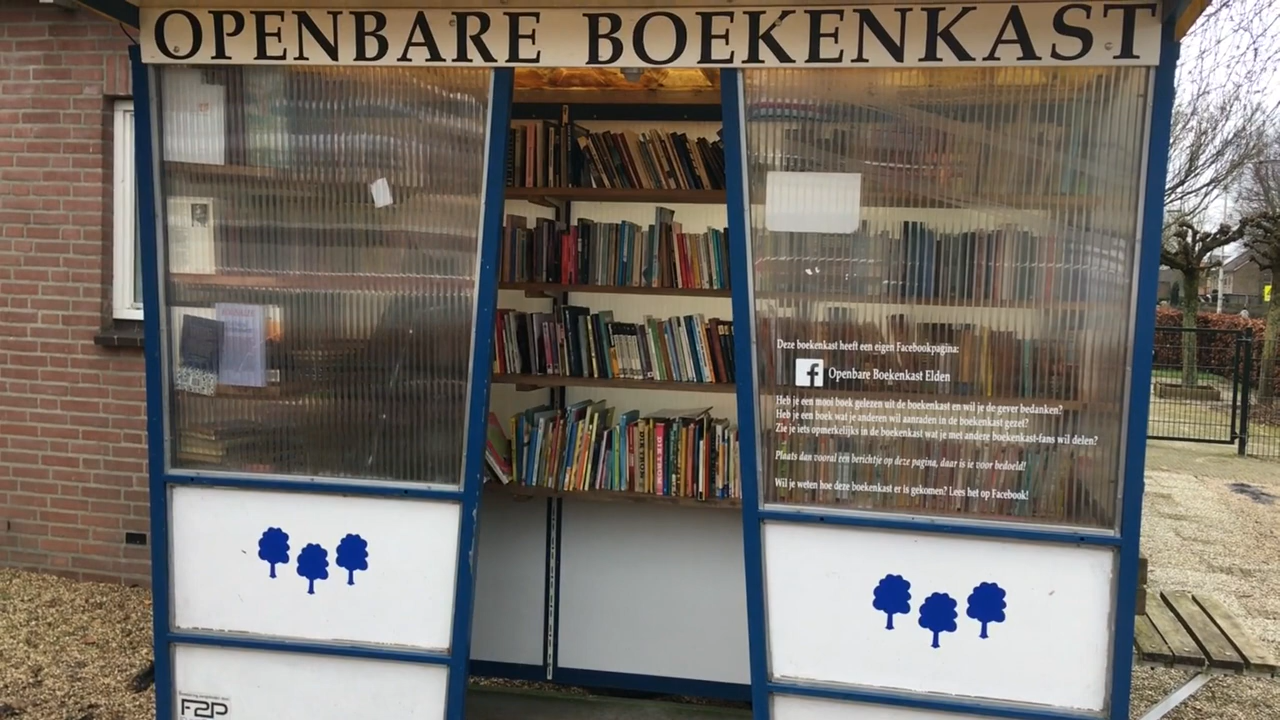 OPENBARE BOEKENKAST
Deze boekenkast heeft een eigen Facebookpagina:
f Openbare Boekenkast Elden
Heb je een mooi boek gelezen uit de boekenkast en wil je de gever bedanken?
Heb je een boek wat je anderen wil aanraden in de boekenkast gezet?
Zie je iets opmerkelijks in de boekenkast wat je met andere boekenkast-fans wil delen?
Plaats dan vooral een berichtje op deze pagina, daar is ie voor bedoeld!
Wil je weten hoe deze boekenkast er is gekomen? Lees het op Facebook!
F2P